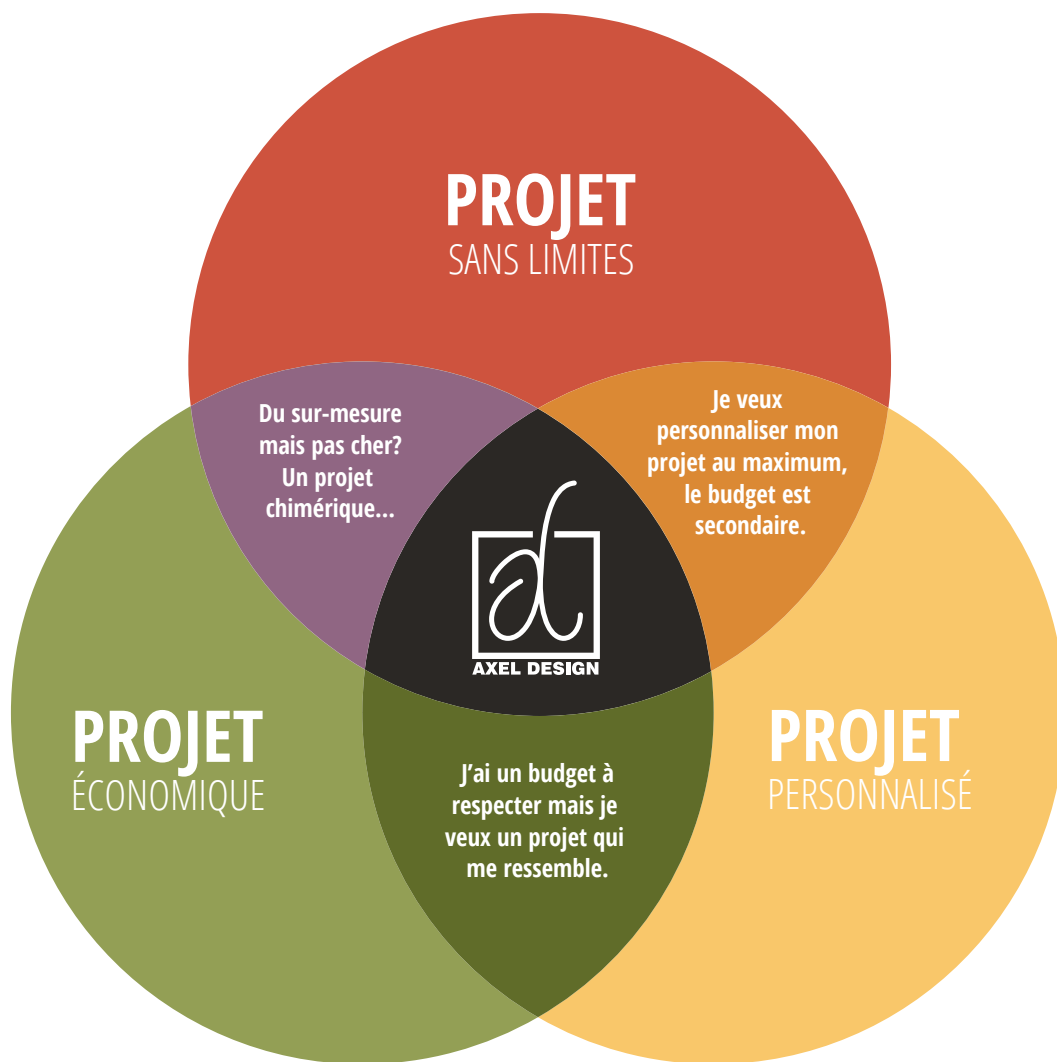 PROJET
SANS LIMITES
Du sur-mesure
mais pas cher?
Un projet
chimérique...
Je veux
personnaliser mon
projet au maximum,
le budget est
secondaire.
ad
AXEL DESIGN
PROJET
ÉCONOMIQUE
PROJET
PERSONNALISÉ
J'ai un budget à
respecter mais je
veux un projet qui
me ressemble.